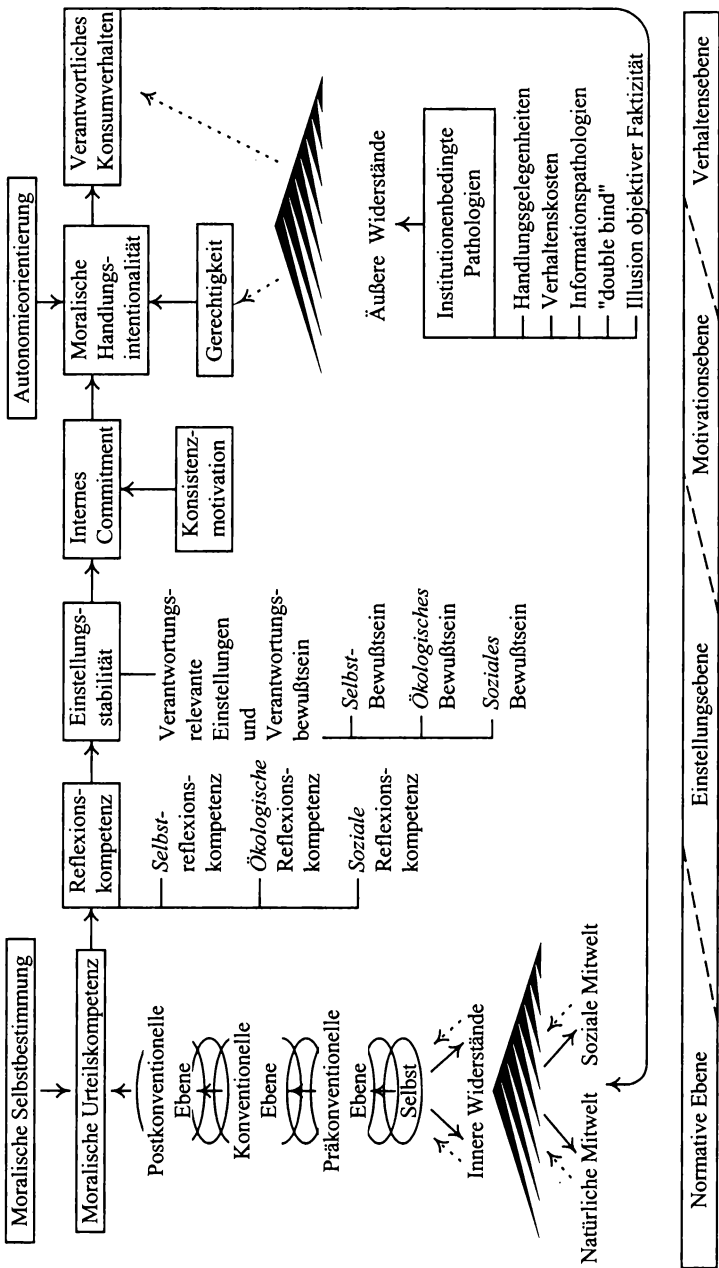 Moralische Selbstbestimmung
Moralische Urteilskompetenz
Postkonventionelle
Ebene
Konventionelle
Ebene
Präkonventionelle
Ebene
Selbst
Innere Widerstände
Natürliche Mitwelt
Soziale Mitwelt
Reflexions-
kompetenz
Selbst-
reflexions-
kompetenz
Ökologische
Reflexions-
kompetenz
Soziale
Reflexions-
kompetenz
Einstellungs-
stabilität
Verantwortungs-
relevante
Einstellungen
und
Verantwortungs-
bewußtsein
Selbst-
Bewußtsein
Ökologisches
Bewußtsein
Soziales
Bewußtsein
Internes
Commitment
Konsistenz-
motivation
Autonomieorientierung
Moralische
Handlungs-
intentionalität
Gerechtigkeit
Verantwortliches
Konsumverhalten
Äußere Widerstände
Institutionenbedingte
Pathologien
Handlungsgelegenheiten
Verhaltenskosten
Informationspathologien
"double bind"
Illusion objektiver Faktizität
Normative Ebene
Einstellungsebene
Motivationsebene
Verhaltensebene